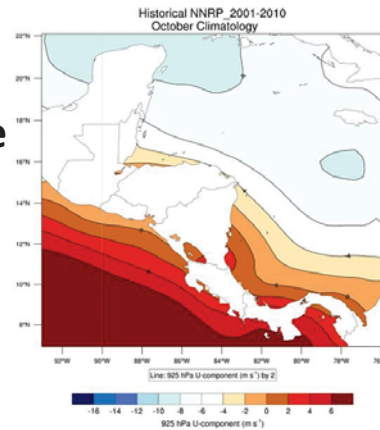 Historical NNRP_2001-2010
October Climatology
e
22°N
20°N
18°N
16°N
14°N
12°N
10°N
8°N
92°W 90°W 88°W 86°W 84°W 82°W 80°W 78°W
Line: 925 hPa U-component (m s⁻¹) by 2
-16 -14 -12 -10 -8 -6 -4 -2 0 2 4 6
925 hPa U-component (m s⁻¹)